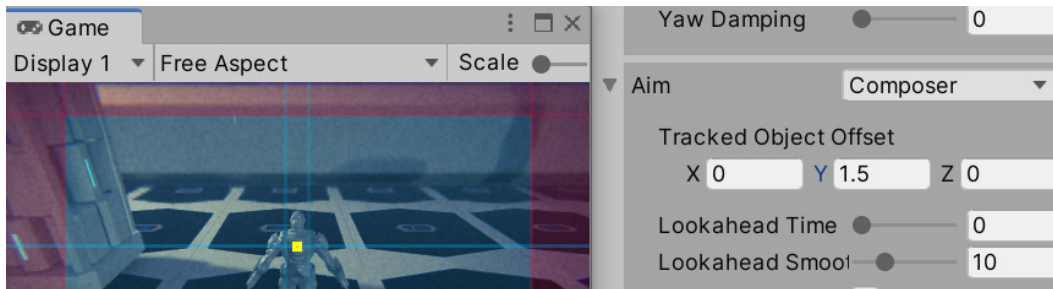 Game
Display 1 Free Aspect Scale
Yaw Damping 0
Aim Composer
Tracked Object Offset
X 0 Y 1.5 Z 0
Lookahead Time 0
Lookahead Smoot 10